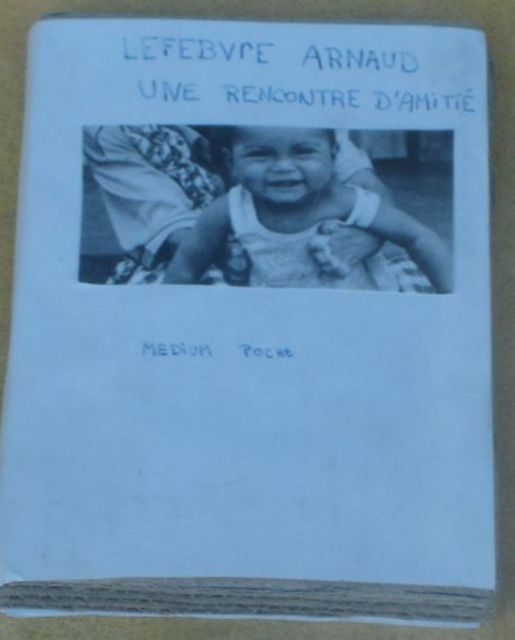 LEFEBVRE ARNAUD
UNE RENCONTRE D'AMITIÉ
MEDIUM POCHE